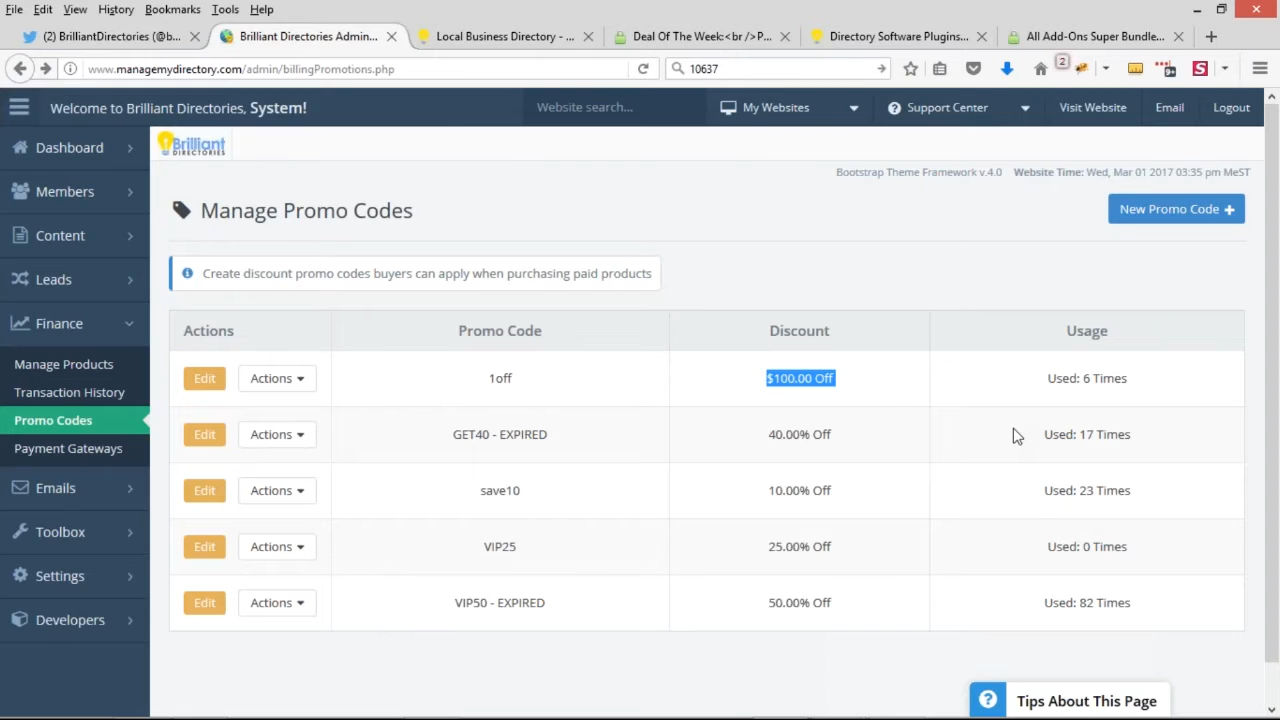 File Edit View History Bookmarks Tools Help
(2) BrilliantDirectories (@b...
Brilliant Directories Admin...
Local Business Directory - ...
Deal Of The Week:<br />P...
Directory Software Plugins...
All Add-Ons Super Bundle...
www.managemydirectory.com/admin/billingPromotions.php
10637
2
Welcome to Brilliant Directories, System!
Website search...
My Websites
Support Center
Visit Website
Email
Logout
Dashboard
Members
Content
Leads
Finance
Manage Products
Transaction History
Promo Codes
Payment Gateways
Emails
Toolbox
Settings
Developers
Brilliant
DIRECTORIES
Bootstrap Theme Framework v.4.0 Website Time: Wed, Mar 01 2017 03:35 pm MeST
Manage Promo Codes
New Promo Code +
Create discount promo codes buyers can apply when purchasing paid products
Actions Promo Code Discount Usage
Edit Actions 1off $100.00 Off Used: 6 Times
Edit Actions GET40 - EXPIRED 40.00% Off Used: 17 Times
Edit Actions save10 10.00% Off Used: 23 Times
Edit Actions VIP25 25.00% Off Used: 0 Times
Edit Actions VIP50 - EXPIRED 50.00% Off Used: 82 Times
? Tips About This Page